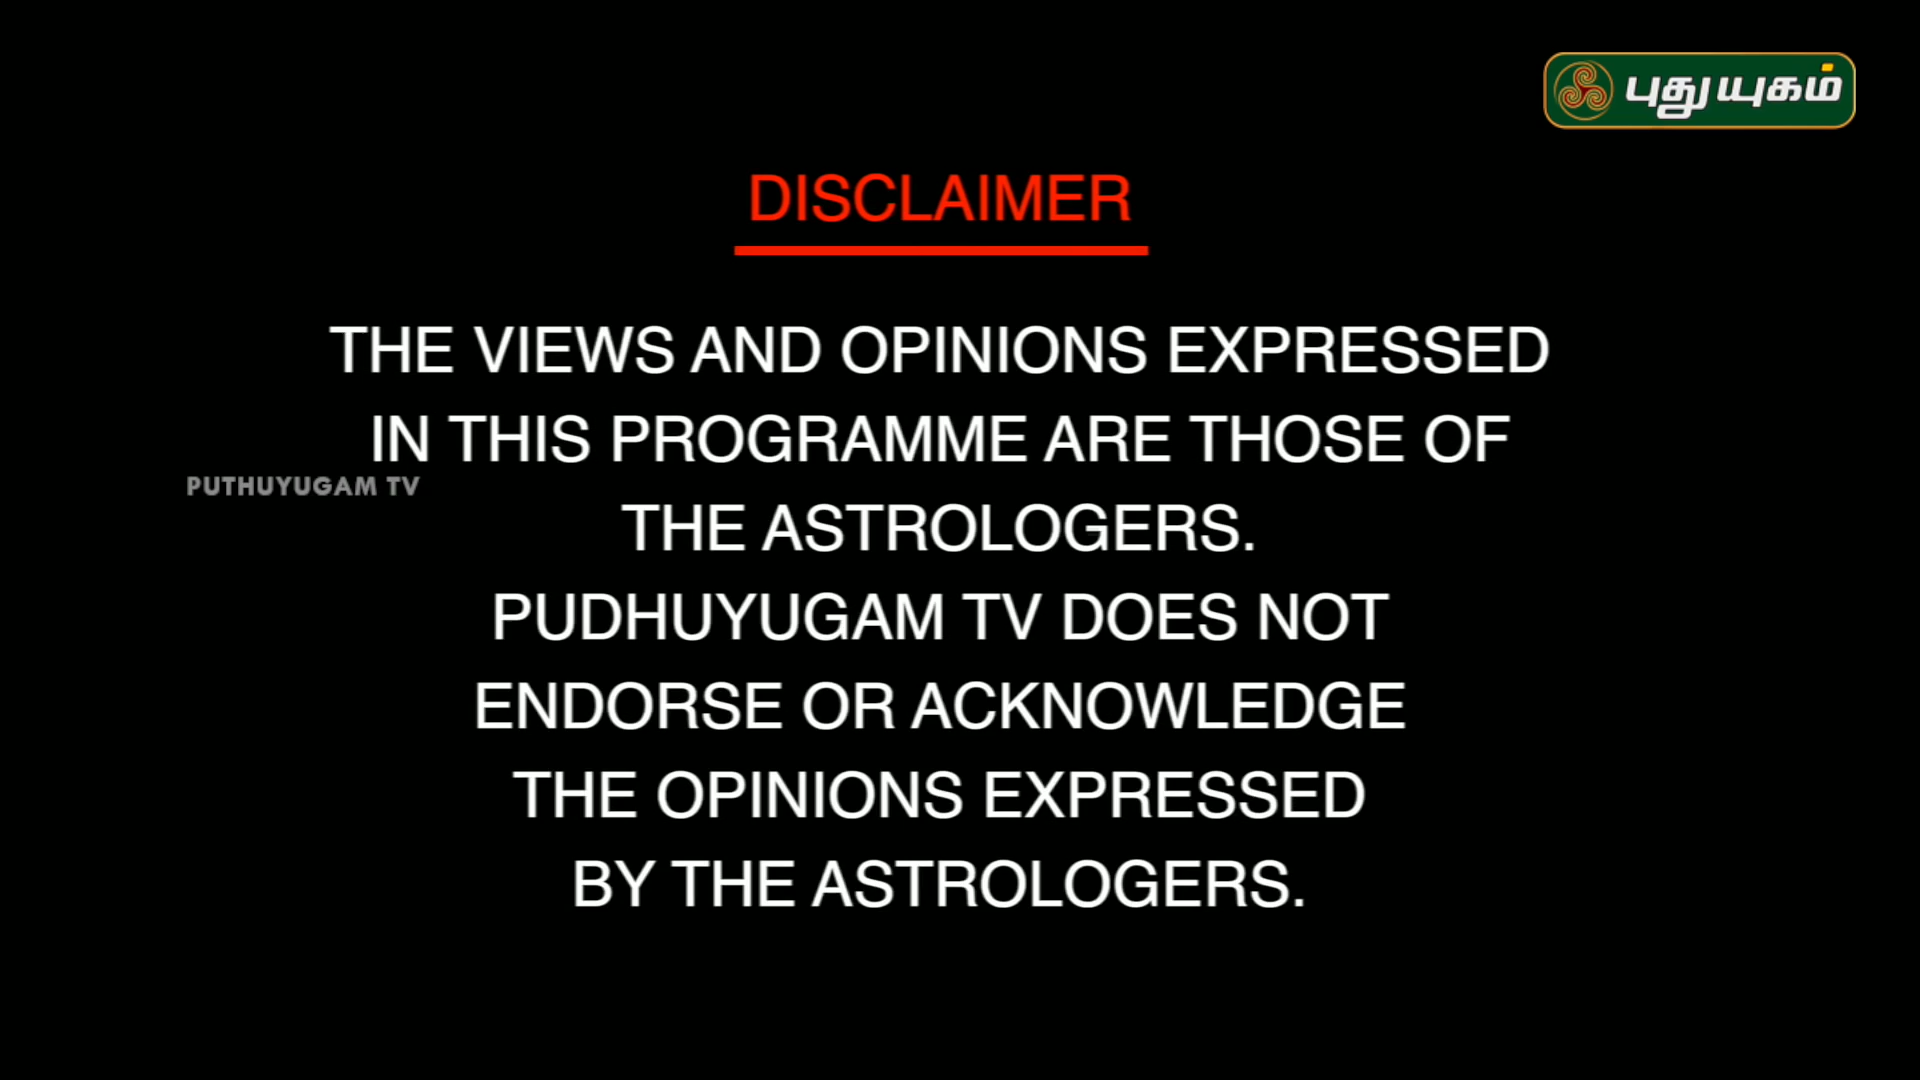 புதுயுகம்
DISCLAIMER
THE VIEWS AND OPINIONS EXPRESSED
IN THIS PROGRAMME ARE THOSE OF
PUTHUYUGAM TV
THE ASTROLOGERS.
PUDHUYUGAM TV DOES NOT
ENDORSE OR ACKNOWLEDGE
THE OPINIONS EXPRESSED
BY THE ASTROLOGERS.